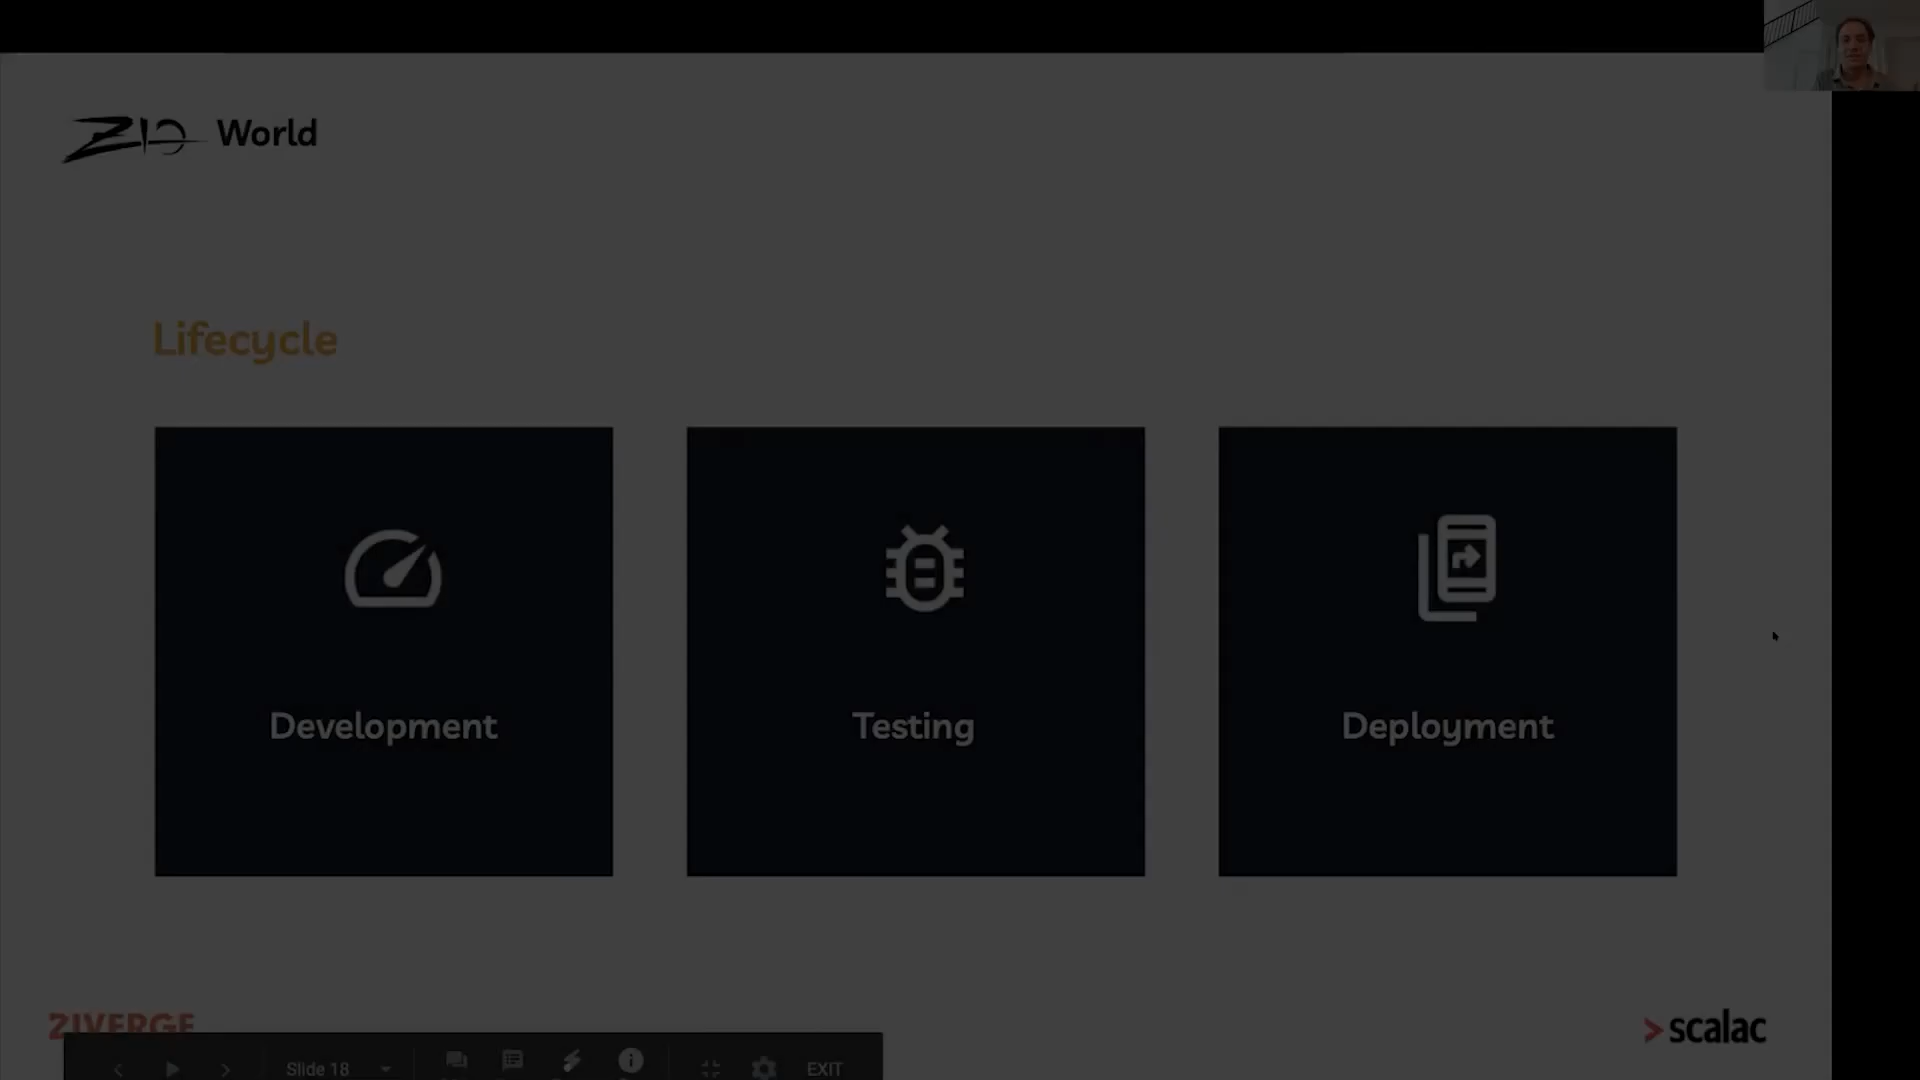 ZIO World
Lifecycle
Development
Testing
Deployment
ZIVERGE
scalac
Slide 18
EXIT